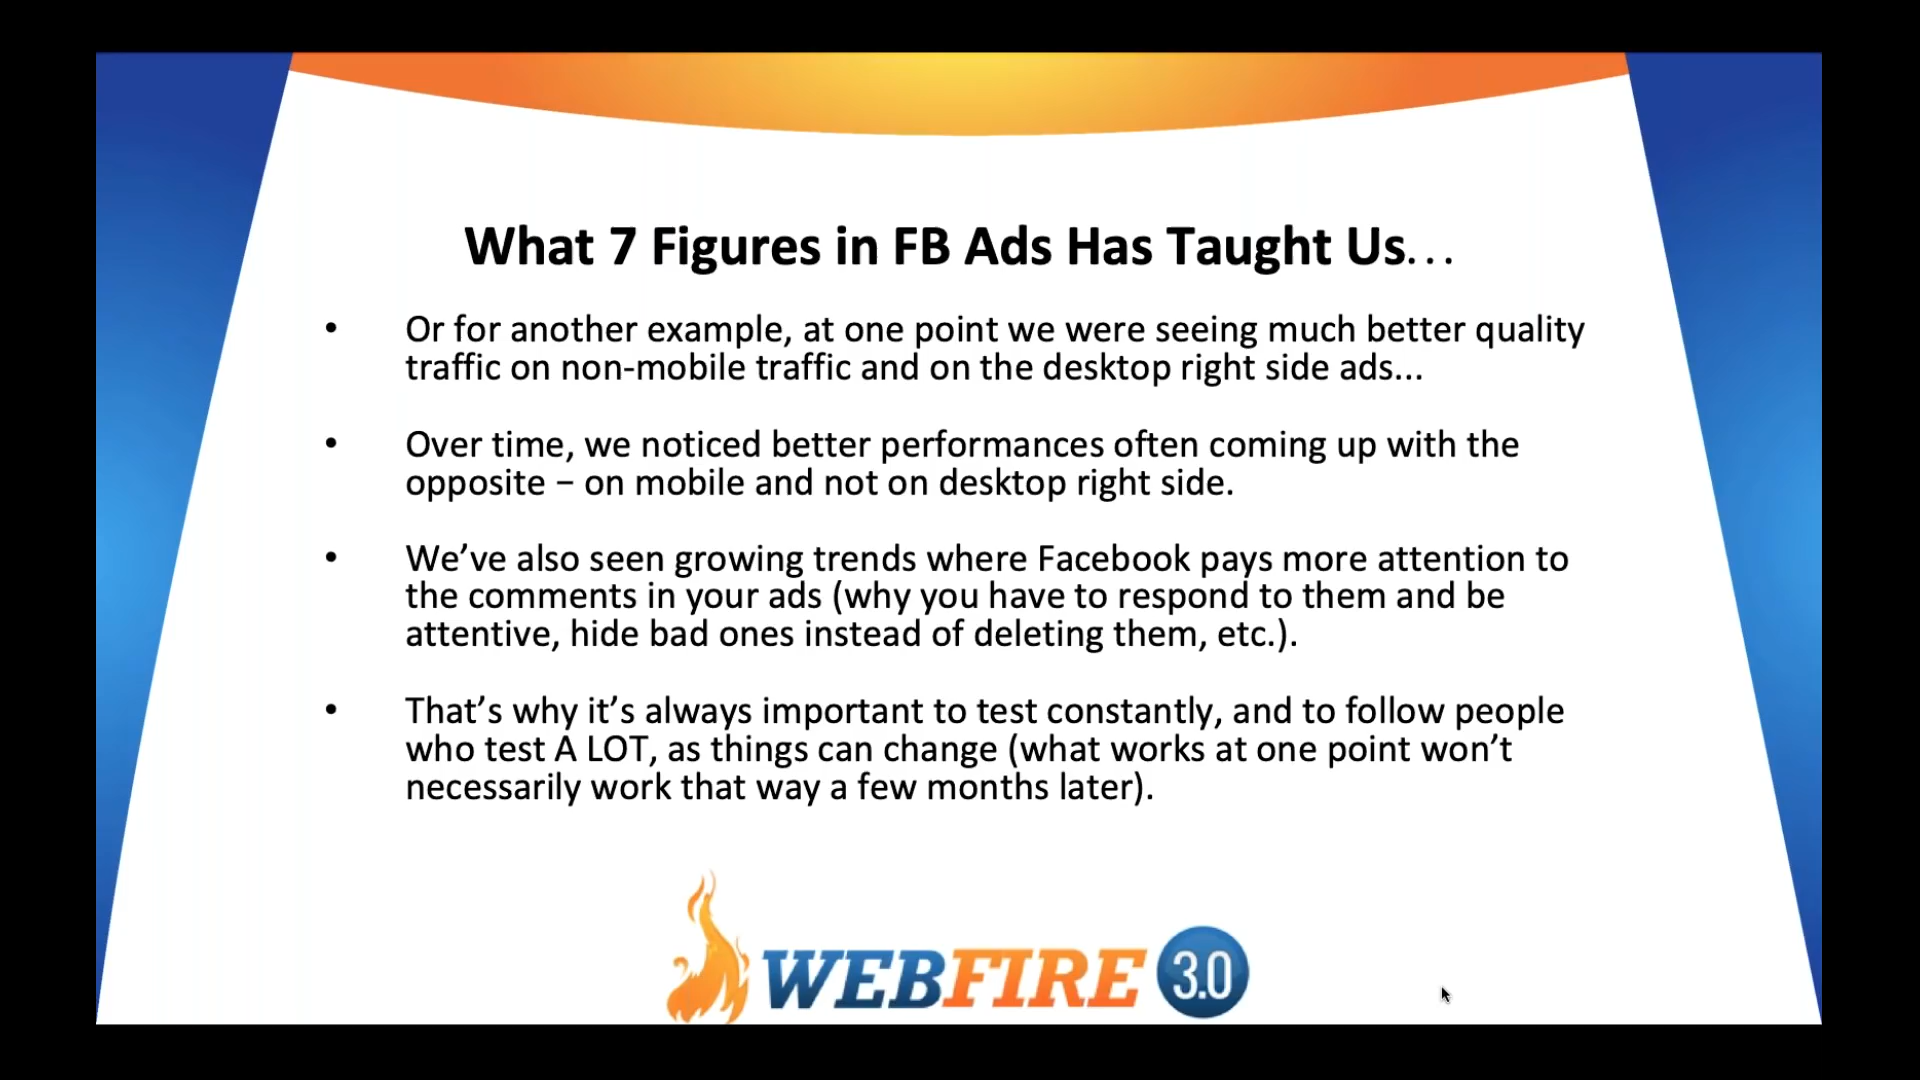 What 7 Figures in FB Ads Has Taught Us...
• Or for another example, at one point we were seeing much better quality
traffic on non-mobile traffic and on the desktop right side ads...
• Over time, we noticed better performances often coming up with the
opposite – on mobile and not on desktop right side.
• We’ve also seen growing trends where Facebook pays more attention to
the comments in your ads (why you have to respond to them and be
attentive, hide bad ones instead of deleting them, etc.).
• That’s why it’s always important to test constantly, and to follow people
who test A LOT, as things can change (what works at one point won’t
necessarily work that way a few months later).
WEBFIRE 3.0